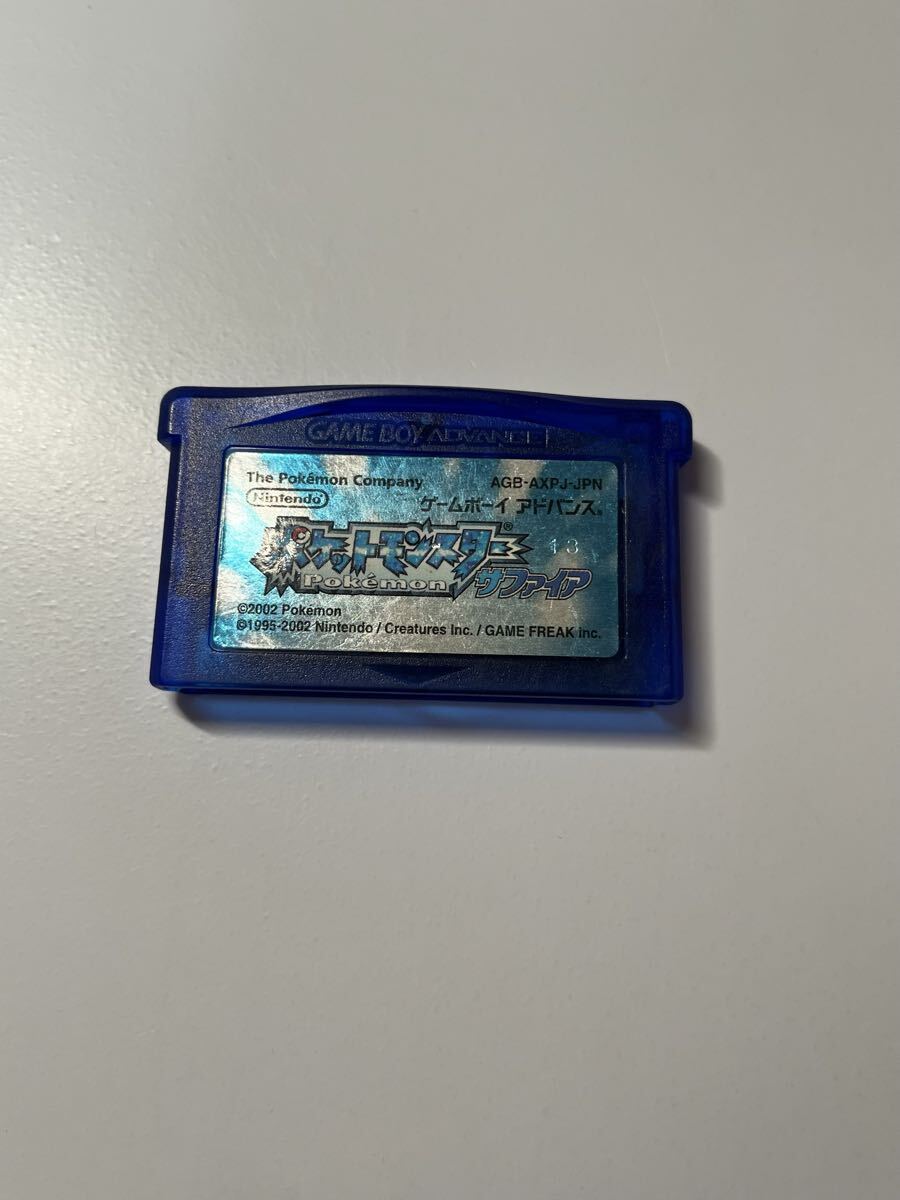 GAME BOY ADVANCE
The Pokémon Company AGB-AXPJ-JPN
Nintendo ゲームボーイ アドバンス®
ポケットモンスター®
13
Pokémon サファイア
©2002 Pokémon
©1995-2002 Nintendo / Creatures Inc. / GAME FREAK inc.